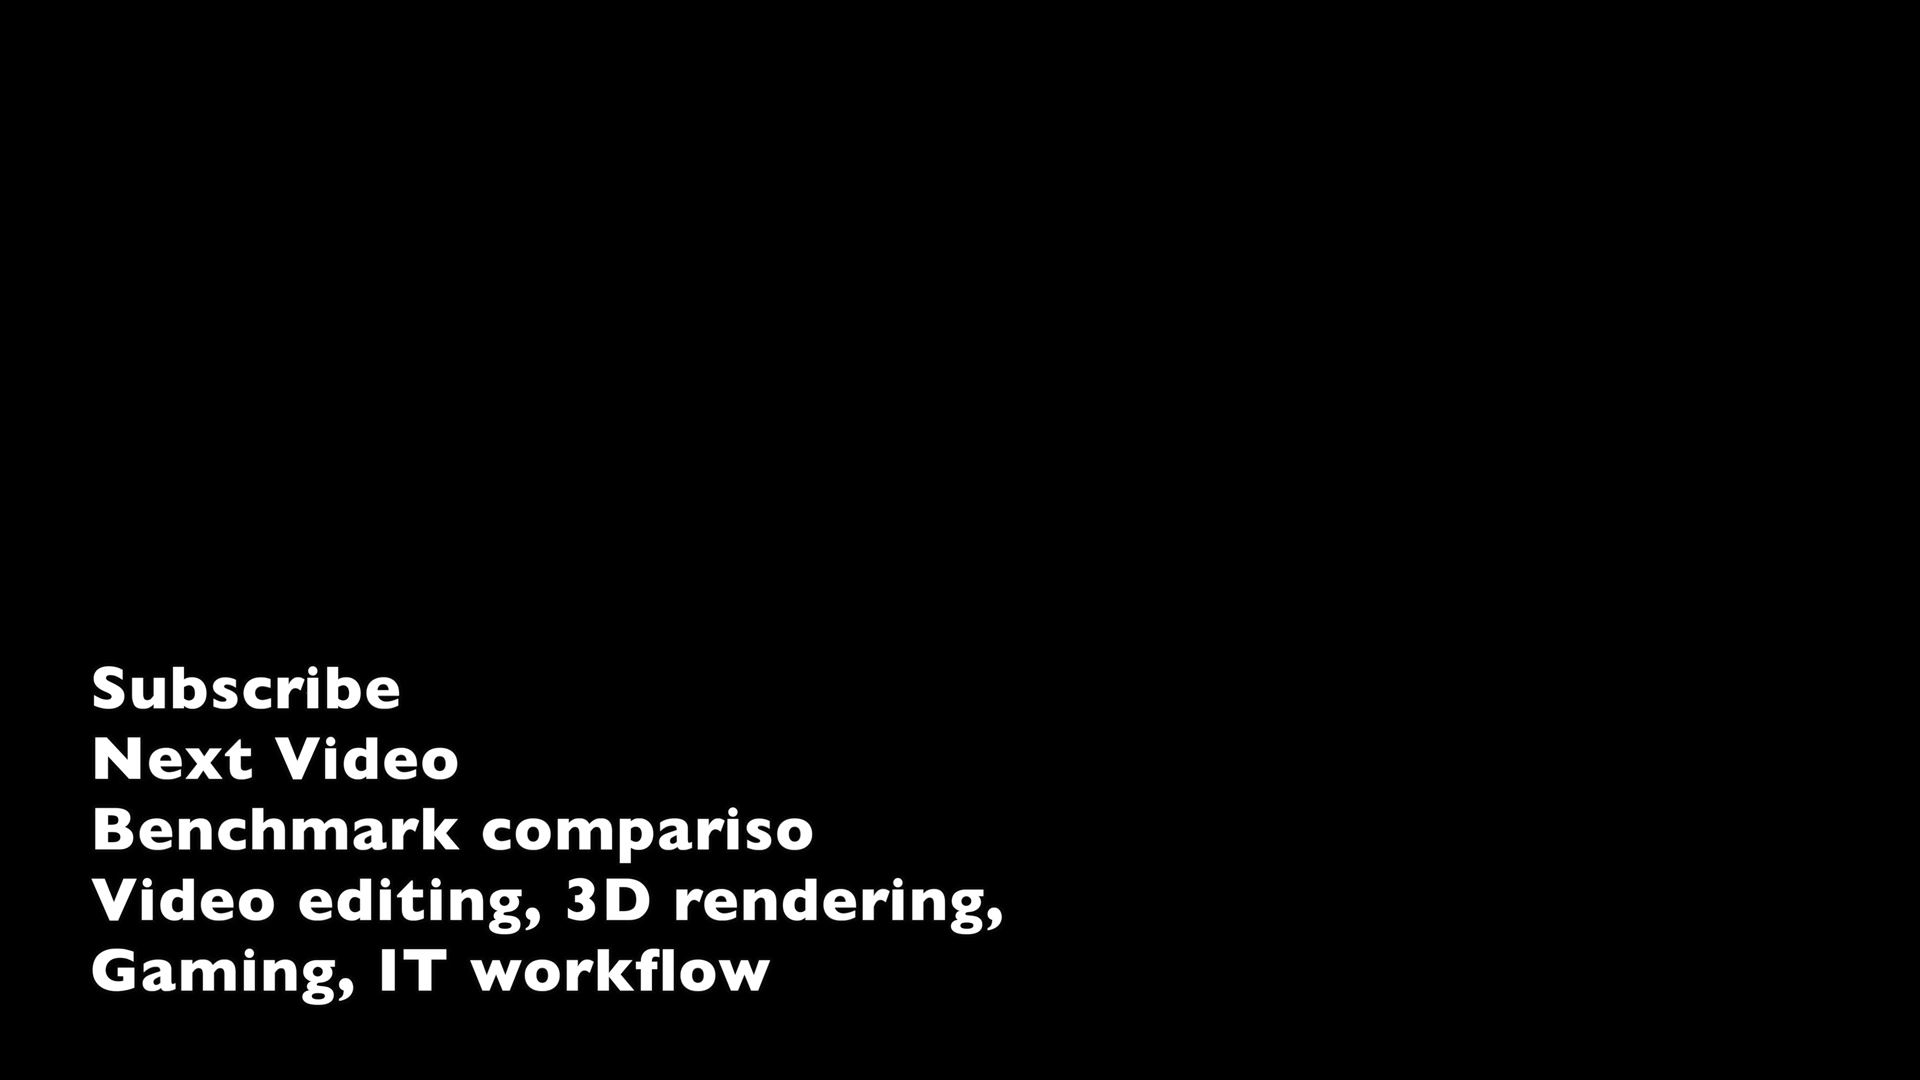 Subscribe
Next Video
Benchmark compariso
Video editing, 3D rendering,
Gaming, IT workflow